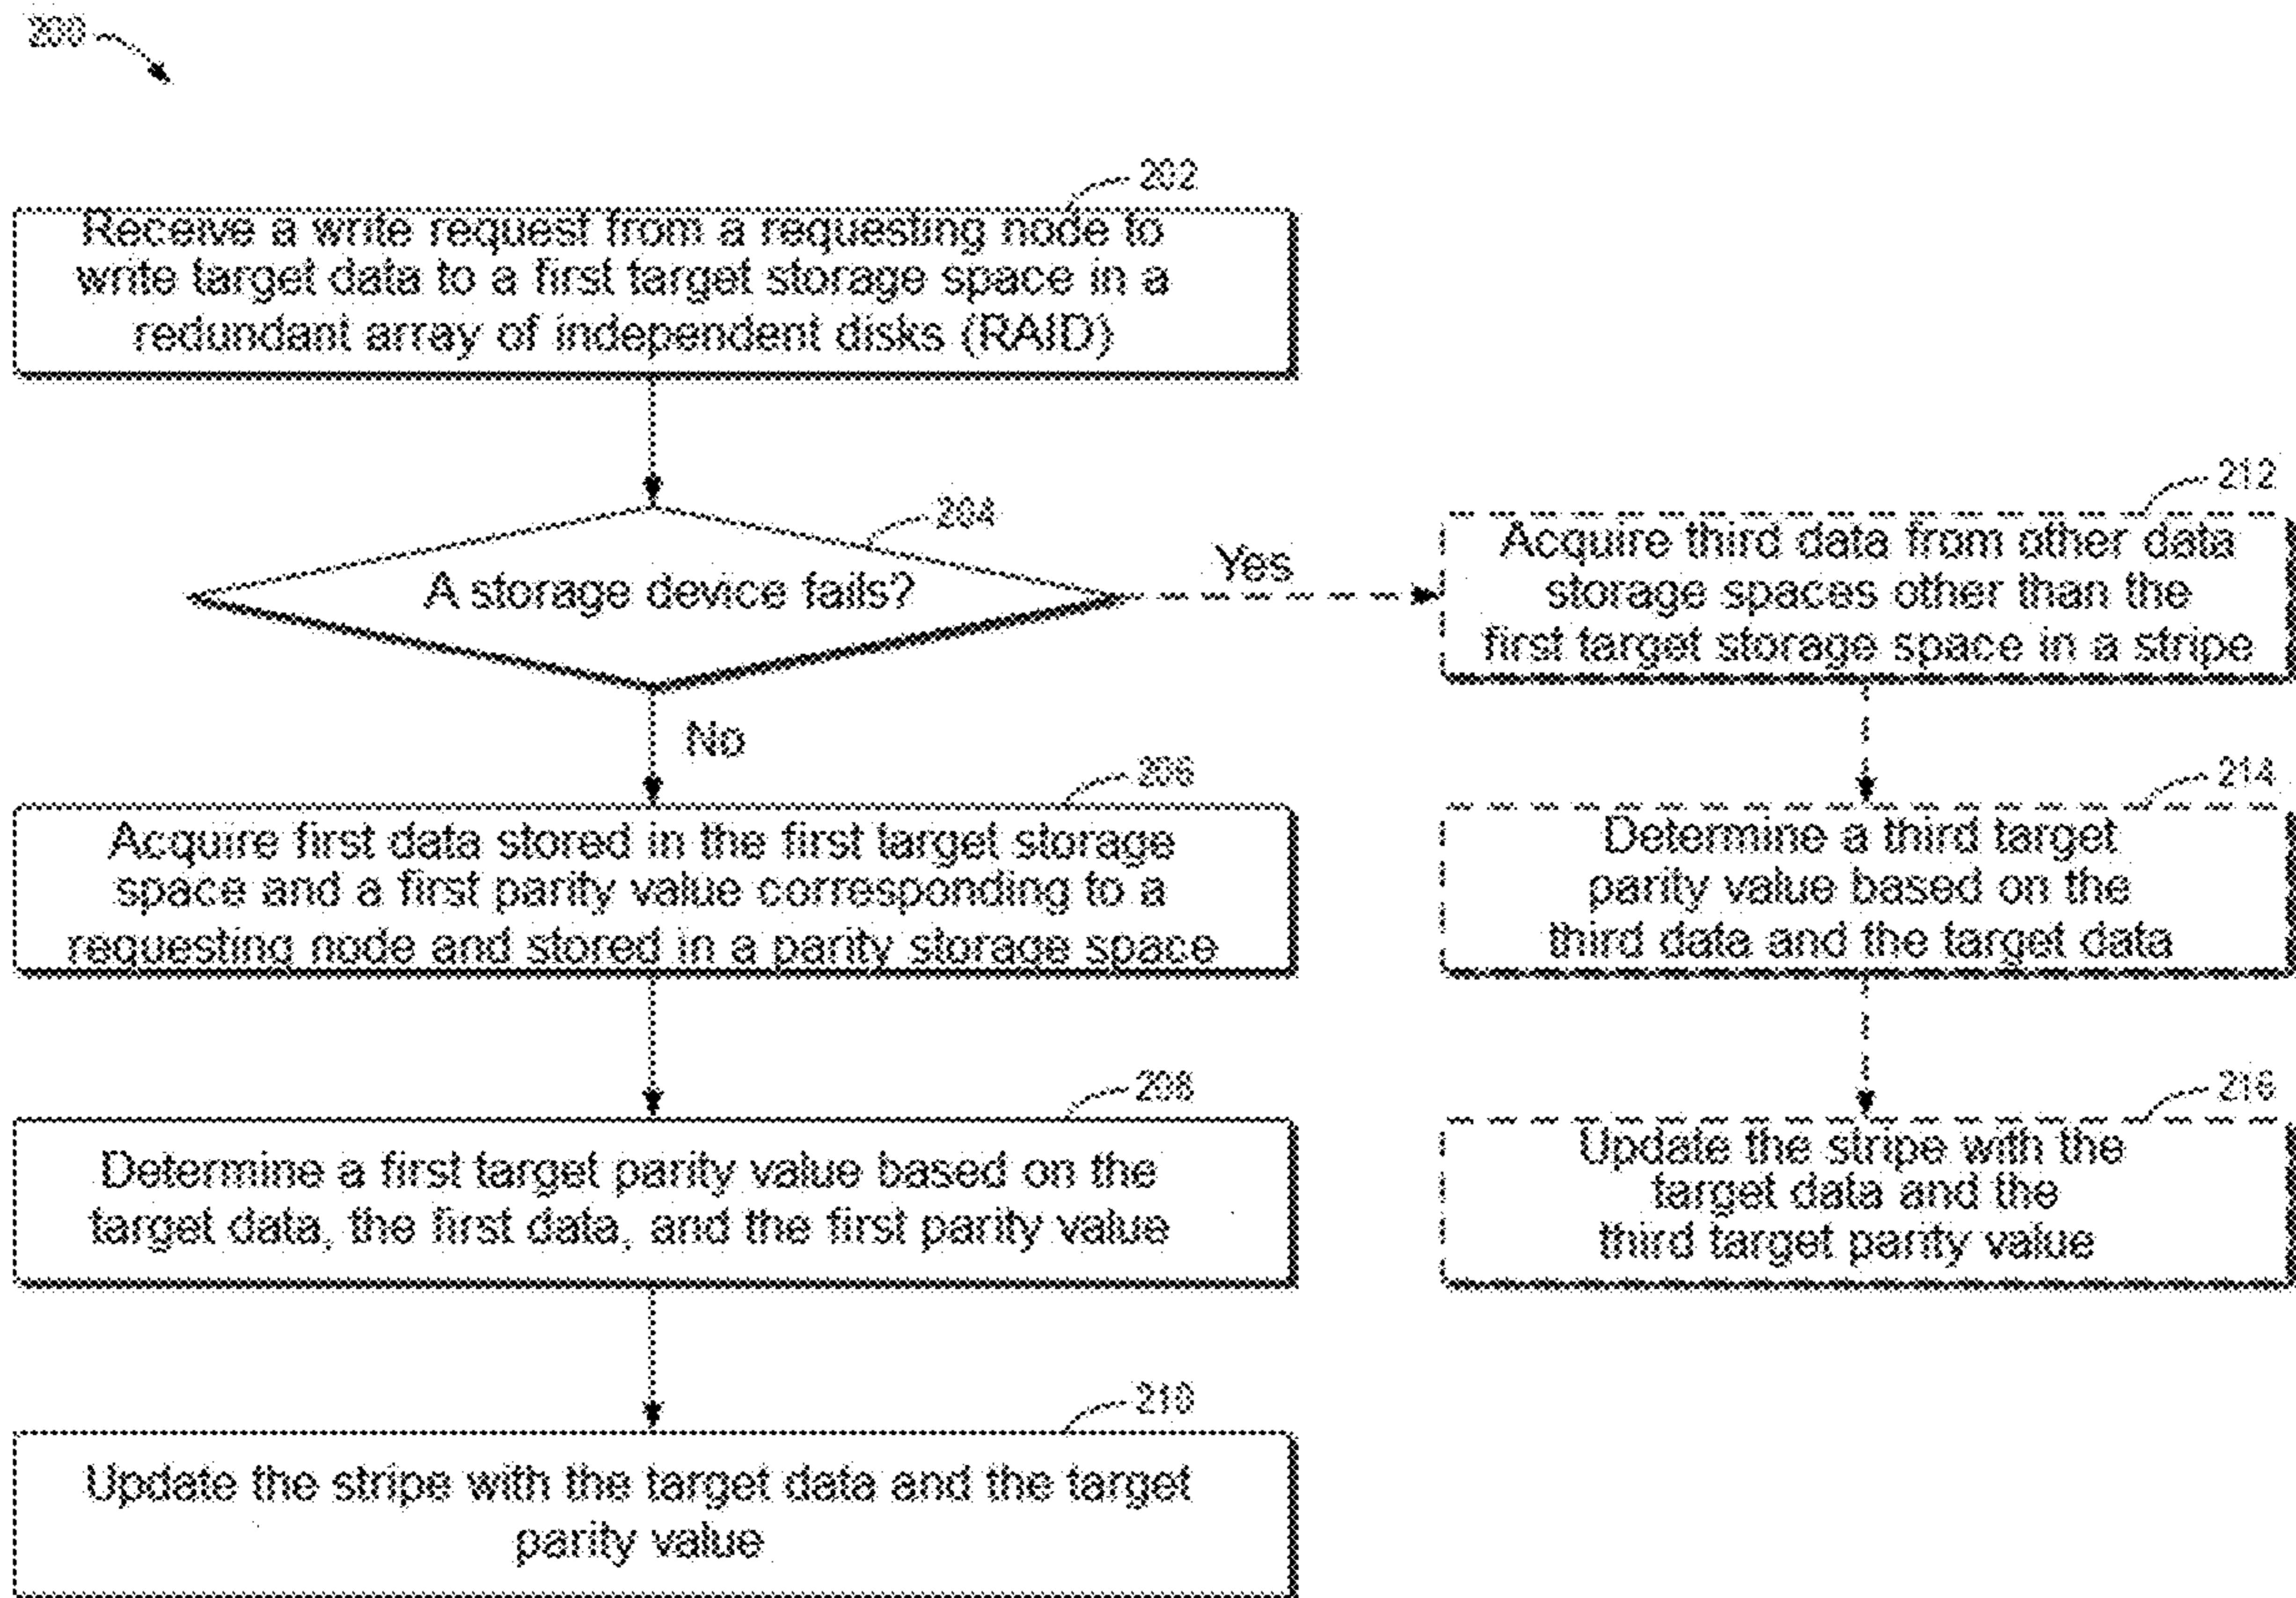 200
202
Receive a write request from a requesting node to
write target data to a first target storage space in a
redundant array of independent disks (RAID)
204
A storage device fails?
Yes
No
206
Acquire first data stored in the first target storage
space and a first parity value corresponding to a
requesting node and stored in a parity storage space
208
Determine a first target parity value based on the
target data, the first data, and the first parity value
210
Update the stripe with the target data and the target
parity value
212
Acquire third data from other data
storage spaces other than the
first target storage space in a stripe
214
Determine a third target
parity value based on the
third data and the target data
216
Update the stripe with the
target data and the
third target parity value